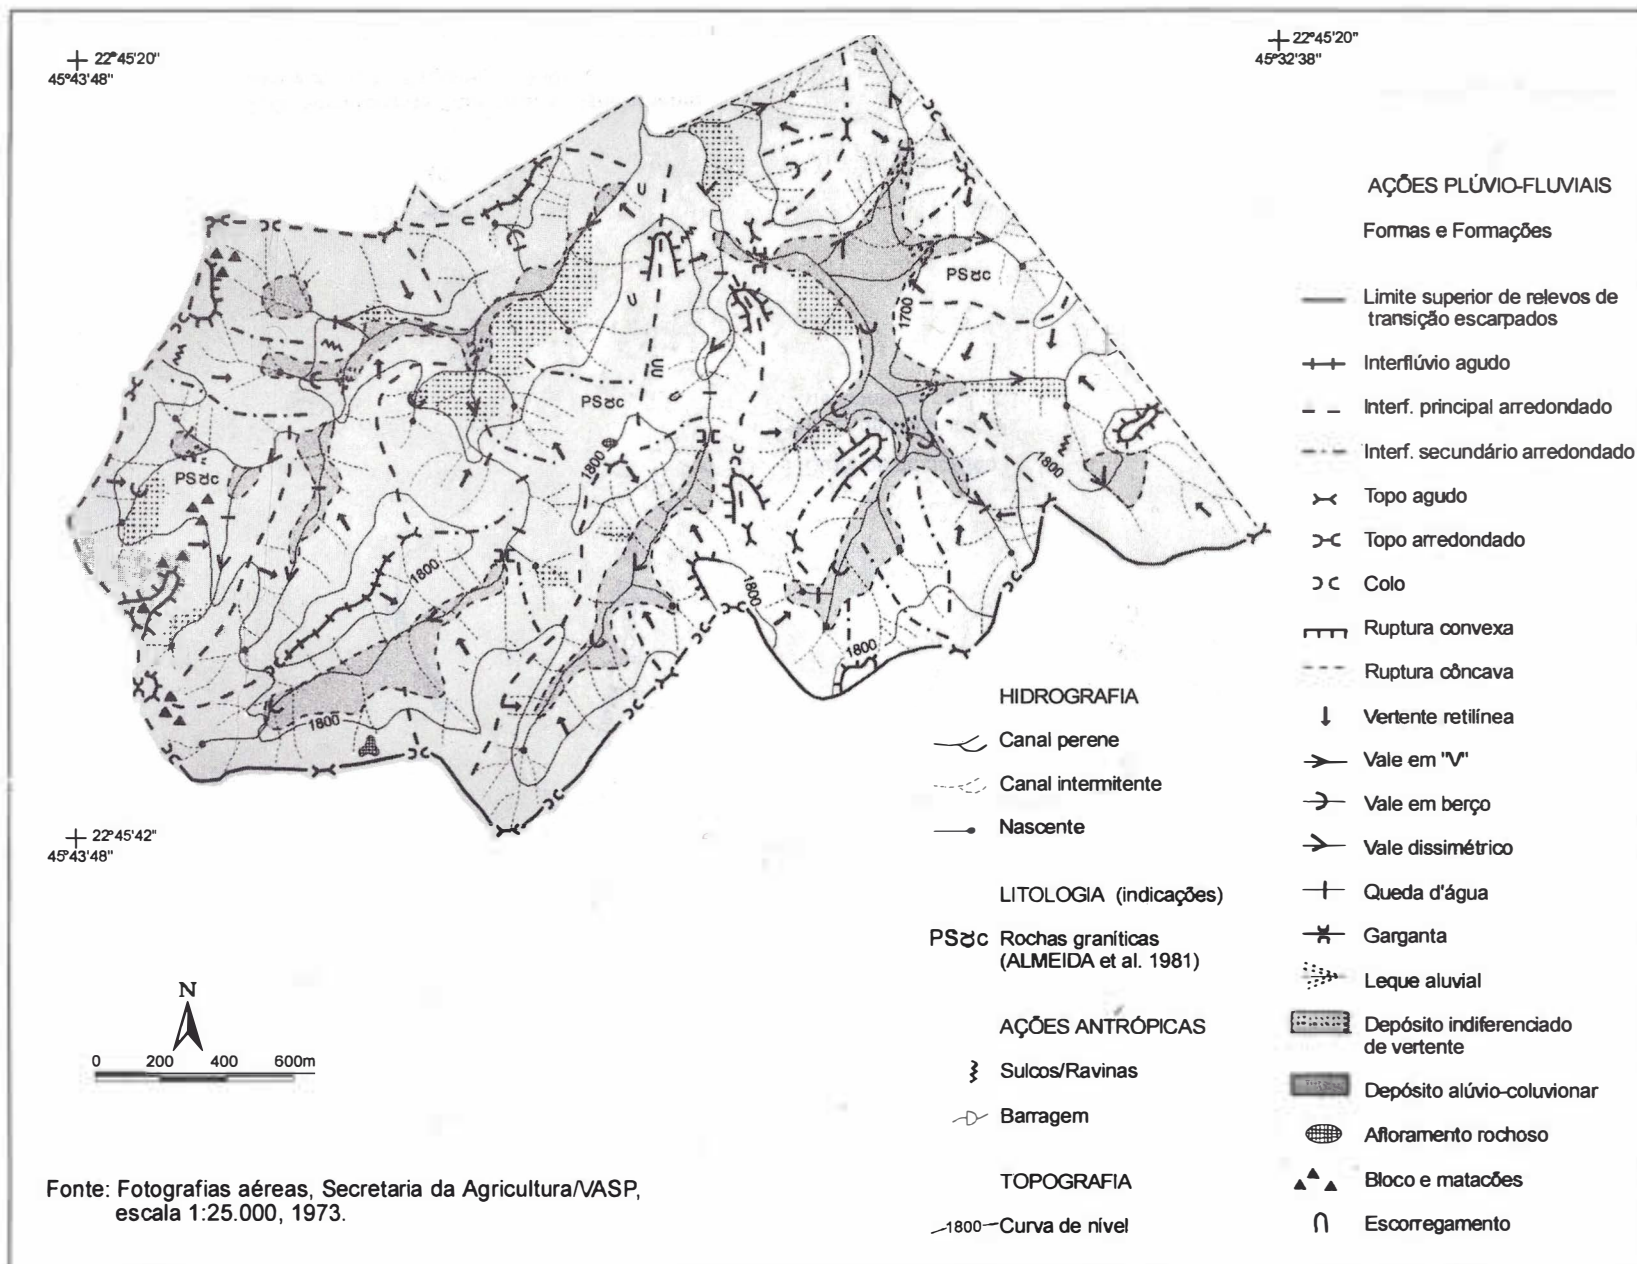 22°45'20"
45°43'48"
22°45'20"
45°32'38"
PSꝩc
1700
PSꝩc
1800
PSꝩc
1800
1800
1800
1800
1800
22°45'42"
45°43'48"
N
0 200 400 600m
Fonte: Fotografias aéreas, Secretaria da Agricultura/VASP,
escala 1:25.000, 1973.
HIDROGRAFIA
Canal perene
Canal intermitente
Nascente
LITOLOGIA (indicações)
PSꝩc Rochas graníticas
(ALMEIDA et al. 1981)
AÇÕES ANTRÓPICAS
Sulcos/Ravinas
Barragem
TOPOGRAFIA
1800 Curva de nível
AÇÕES PLÚVIO-FLUVIAIS
Formas e Formações
Limite superior de relevos de
transição escarpados
Interflúvio agudo
Interf. principal arredondado
Interf. secundário arredondado
Topo agudo
Topo arredondado
Colo
Ruptura convexa
Ruptura côncava
Vertente retilínea
Vale em "V"
Vale em berço
Vale dissimétrico
Queda d'água
Garganta
Leque aluvial
Depósito indiferenciado
de vertente
Depósito alúvio-coluvionar
Afloramento rochoso
Bloco e matacões
Escorregamento